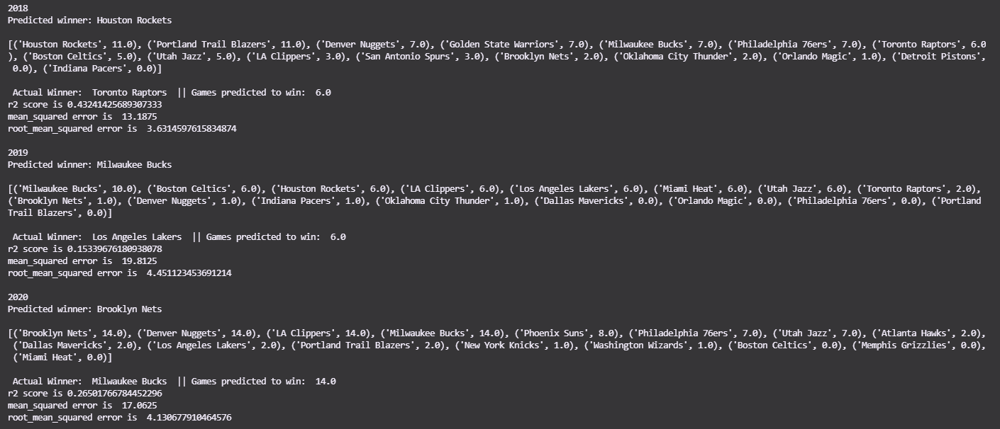 2018
Predicted winner: Houston Rockets
[('Houston Rockets', 11.0), ('Portland Trail Blazers', 11.0), ('Denver Nuggets', 7.0), ('Golden State Warriors', 7.0), ('Milwaukee Bucks', 7.0), ('Philadelphia 76ers', 7.0), ('Toronto Raptors', 6.0
), ('Boston Celtics', 5.0), ('Utah Jazz', 5.0), ('LA Clippers', 3.0), ('San Antonio Spurs', 3.0), ('Brooklyn Nets', 2.0), ('Oklahoma City Thunder', 2.0), ('Orlando Magic', 1.0), ('Detroit Pistons',
0.0), ('Indiana Pacers', 0.0)]
Actual Winner:  Toronto Raptors  || Games predicted to win:  6.0
r2 score is 0.43241425689307333
mean_squared error is  13.1875
root_mean_squared error is  3.6314597615834874
2019
Predicted winner: Milwaukee Bucks
[('Milwaukee Bucks', 10.0), ('Boston Celtics', 6.0), ('Houston Rockets', 6.0), ('LA Clippers', 6.0), ('Los Angeles Lakers', 6.0), ('Miami Heat', 6.0), ('Utah Jazz', 6.0), ('Toronto Raptors', 2.0),
('Brooklyn Nets', 1.0), ('Denver Nuggets', 1.0), ('Indiana Pacers', 1.0), ('Oklahoma City Thunder', 1.0), ('Dallas Mavericks', 0.0), ('Orlando Magic', 0.0), ('Philadelphia 76ers', 0.0), ('Portland
Trail Blazers', 0.0)]
Actual Winner:  Los Angeles Lakers  || Games predicted to win:  6.0
r2 score is 0.15339676180938078
mean_squared error is  19.8125
root_mean_squared error is  4.451123453691214
2020
Predicted winner: Brooklyn Nets
[('Brooklyn Nets', 14.0), ('Denver Nuggets', 14.0), ('LA Clippers', 14.0), ('Milwaukee Bucks', 14.0), ('Phoenix Suns', 8.0), ('Philadelphia 76ers', 7.0), ('Utah Jazz', 7.0), ('Atlanta Hawks', 2.0),
('Dallas Mavericks', 2.0), ('Los Angeles Lakers', 2.0), ('Portland Trail Blazers', 2.0), ('New York Knicks', 1.0), ('Washington Wizards', 1.0), ('Boston Celtics', 0.0), ('Memphis Grizzlies', 0.0),
('Miami Heat', 0.0)]
Actual Winner:  Milwaukee Bucks  || Games predicted to win:  14.0
r2 score is 0.26501766784452296
mean_squared error is  17.0625
root_mean_squared error is  4.130677910464576